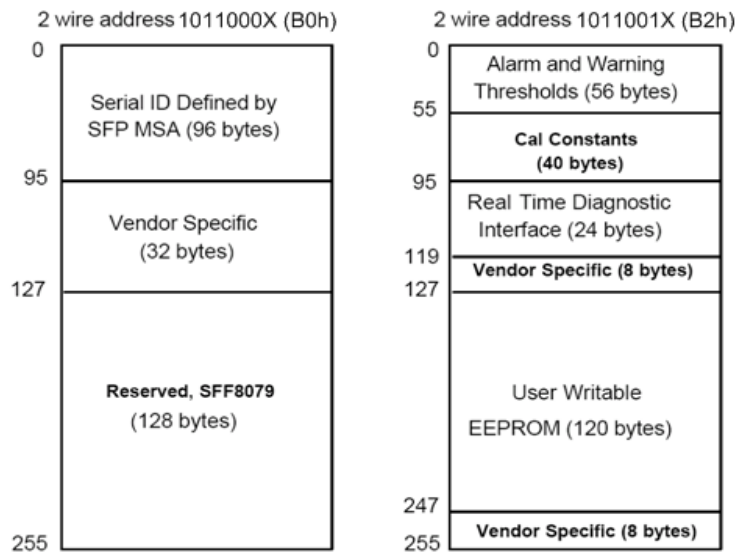 2 wire address 1011000X (B0h)
0
Serial ID Defined by
SFP MSA (96 bytes)
95
Vendor Specific
(32 bytes)
127
Reserved, SFF8079
(128 bytes)
255
2 wire address 1011001X (B2h)
0
Alarm and Warning
Thresholds (56 bytes)
55
Cal Constants
(40 bytes)
95
Real Time Diagnostic
Interface (24 bytes)
119
Vendor Specific (8 bytes)
127
User Writable
EEPROM (120 bytes)
247
Vendor Specific (8 bytes)
255